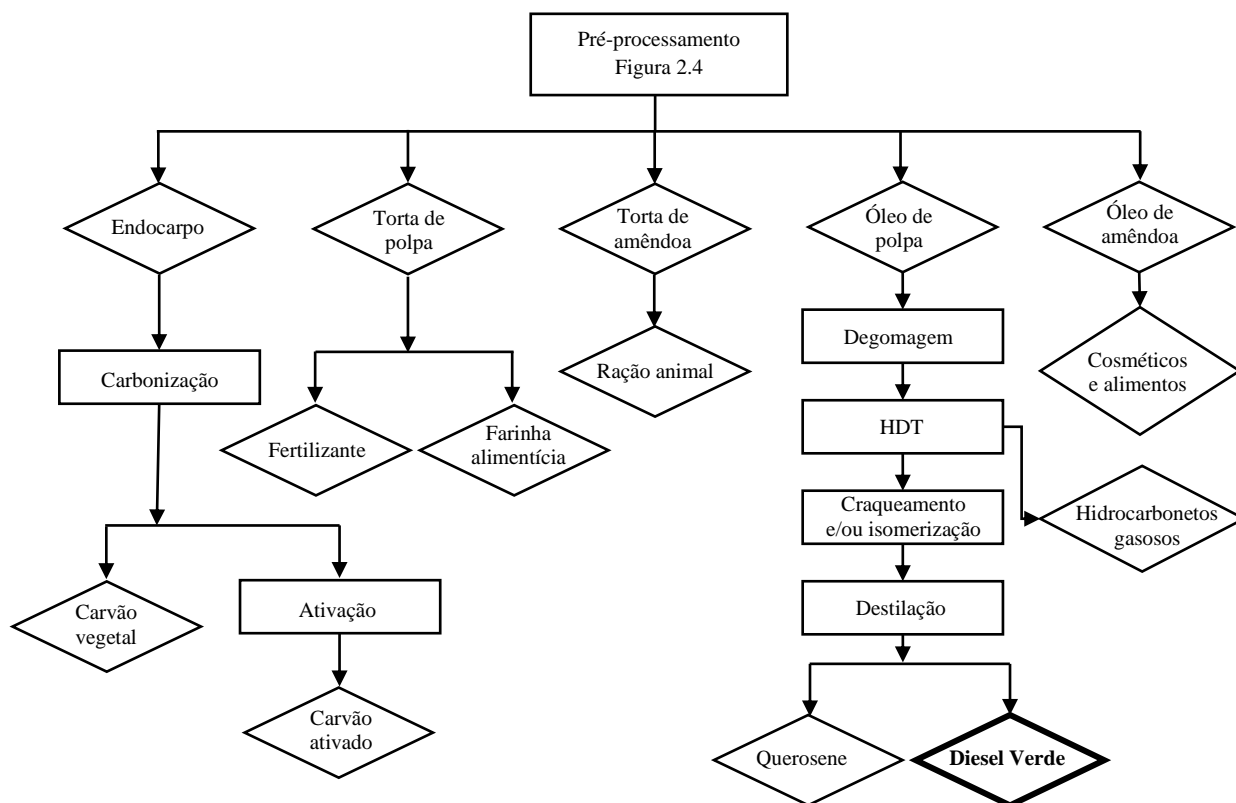 Pré-processamento
Figura 2.4
Endocarpo
Torta de
polpa
Torta de
amêndoa
Óleo de
polpa
Óleo de
amêndoa
Carbonização
Fertilizante
Farinha
alimentícia
Ração animal
Degomagem
HDT
Craqueamento
e/ou isomerização
Destilação
Cosméticos
e alimentos
Hidrocarbonetos
gasosos
Carvão
vegetal
Ativação
Carvão
ativado
Querosene
Diesel Verde